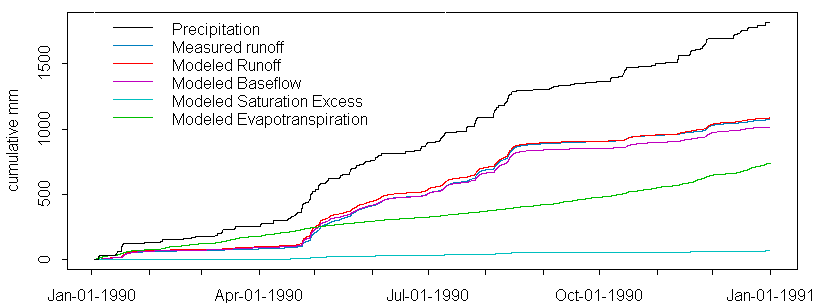 Precipitation
Measured runoff
Modeled Runoff
Modeled Baseflow
Modeled Saturation Excess
Modeled Evapotranspiration
cumulative mm
1500
1000
500
0
Jan-01-1990 Apr-01-1990 Jul-01-1990 Oct-01-1990 Jan-01-1991